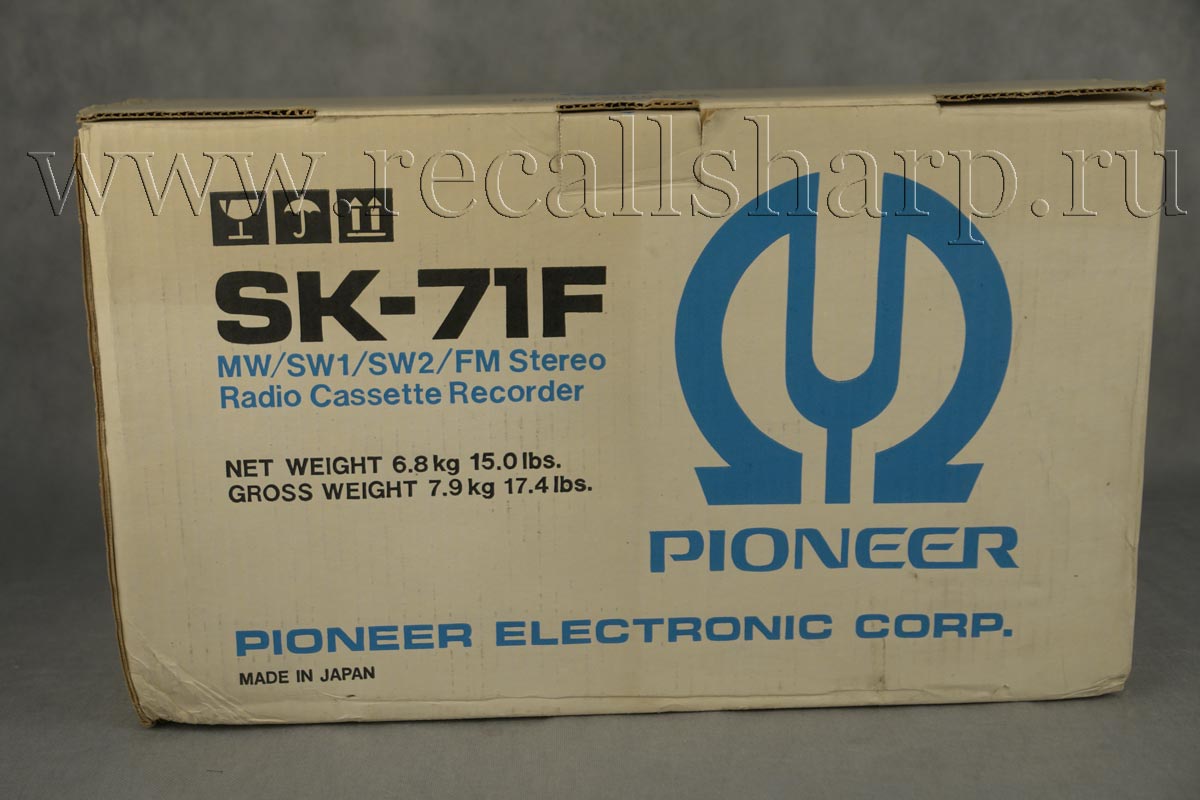 www.recallsharp.ru
SK-71F
MW/SW1/SW2/FM Stereo
Radio Cassette Recorder
NET WEIGHT 6.8 kg 15.0 lbs.
GROSS WEIGHT 7.9 kg 17.4 lbs.
PIONEER
PIONEER ELECTRONIC CORP.
MADE IN JAPAN